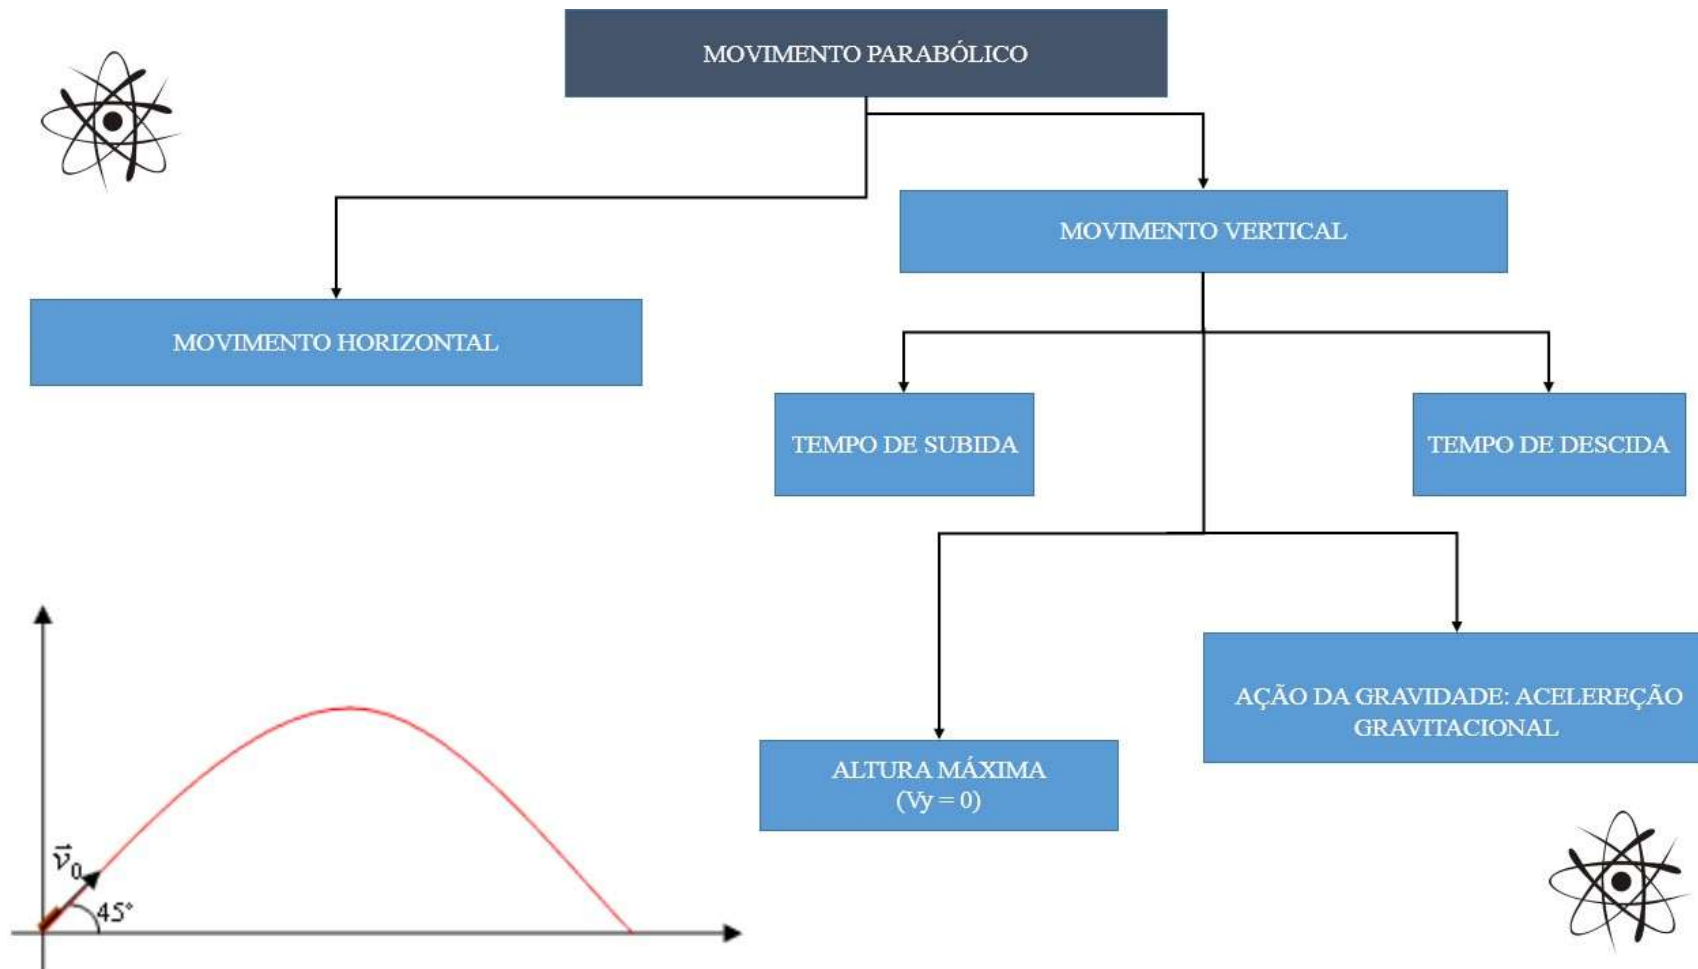 MOVIMENTO PARABÓLICO
MOVIMENTO VERTICAL
MOVIMENTO HORIZONTAL
TEMPO DE SUBIDA
TEMPO DE DESCIDA
AÇÃO DA GRAVIDADE: ACELEREÇÃO
GRAVITACIONAL
ALTURA MÁXIMA
(Vy = 0)
v⃗₀
45°